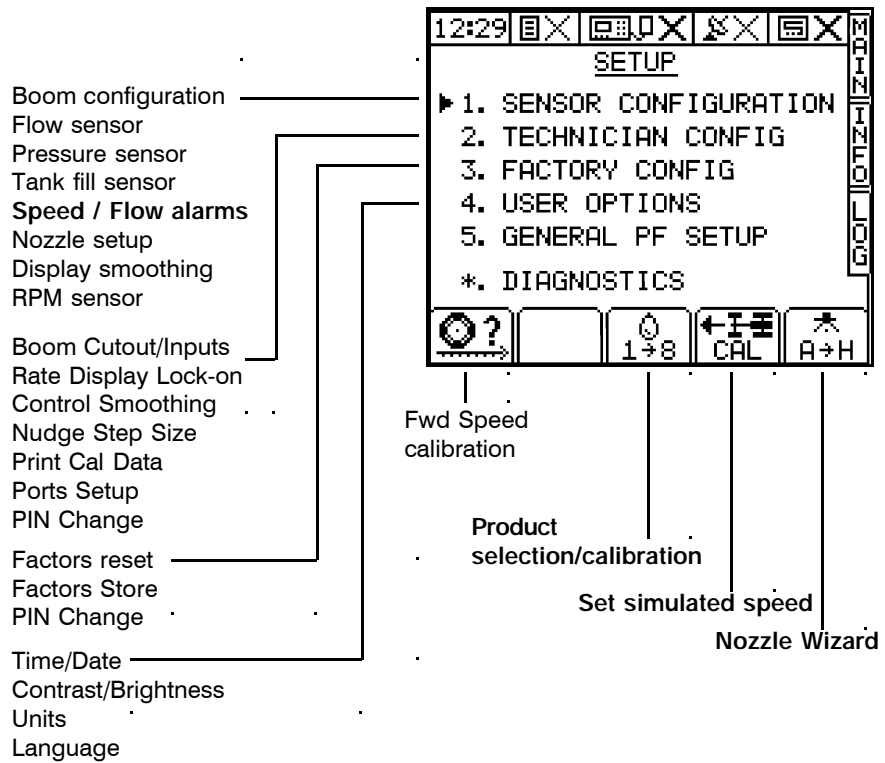 12:29
SETUP
1. SENSOR CONFIGURATION
2. TECHNICIAN CONFIG
3. FACTORY CONFIG
4. USER OPTIONS
5. GENERAL PF SETUP
*. DIAGNOSTICS
MAIN
INFO
LOG
?
1→8
CAL
A→H
Boom configuration
Flow sensor
Pressure sensor
Tank fill sensor
Speed / Flow alarms
Nozzle setup
Display smoothing
RPM sensor
Boom Cutout/Inputs
Rate Display Lock-on
Control Smoothing
Nudge Step Size
Print Cal Data
Ports Setup
PIN Change
Factors reset
Factors Store
PIN Change
Time/Date
Contrast/Brightness
Units
Language
Fwd Speed
calibration
Product
selection/calibration
Set simulated speed
Nozzle Wizard